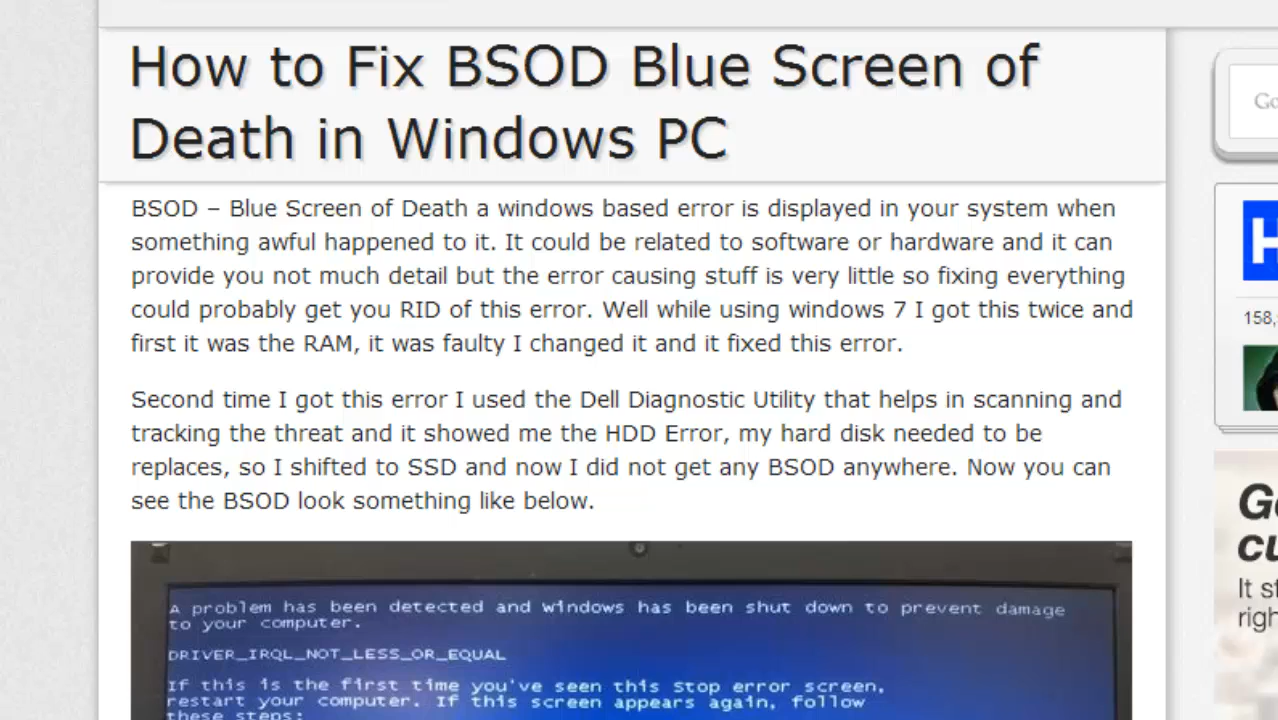 How to Fix BSOD Blue Screen of
Death in Windows PC
BSOD – Blue Screen of Death a windows based error is displayed in your system when
something awful happened to it. It could be related to software or hardware and it can
provide you not much detail but the error causing stuff is very little so fixing everything
could probably get you RID of this error. Well while using windows 7 I got this twice and
first it was the RAM, it was faulty I changed it and it fixed this error.
Second time I got this error I used the Dell Diagnostic Utility that helps in scanning and
tracking the threat and it showed me the HDD Error, my hard disk needed to be
replaces, so I shifted to SSD and now I did not get any BSOD anywhere. Now you can
see the BSOD look something like below.
A problem has been detected and windows has been shut down to prevent damage
to your computer.
DRIVER_IRQL_NOT_LESS_OR_EQUAL
If this is the first time you've seen this stop error screen,
restart your computer. If this screen appears again, follow
these steps:
Go
H
158,
It